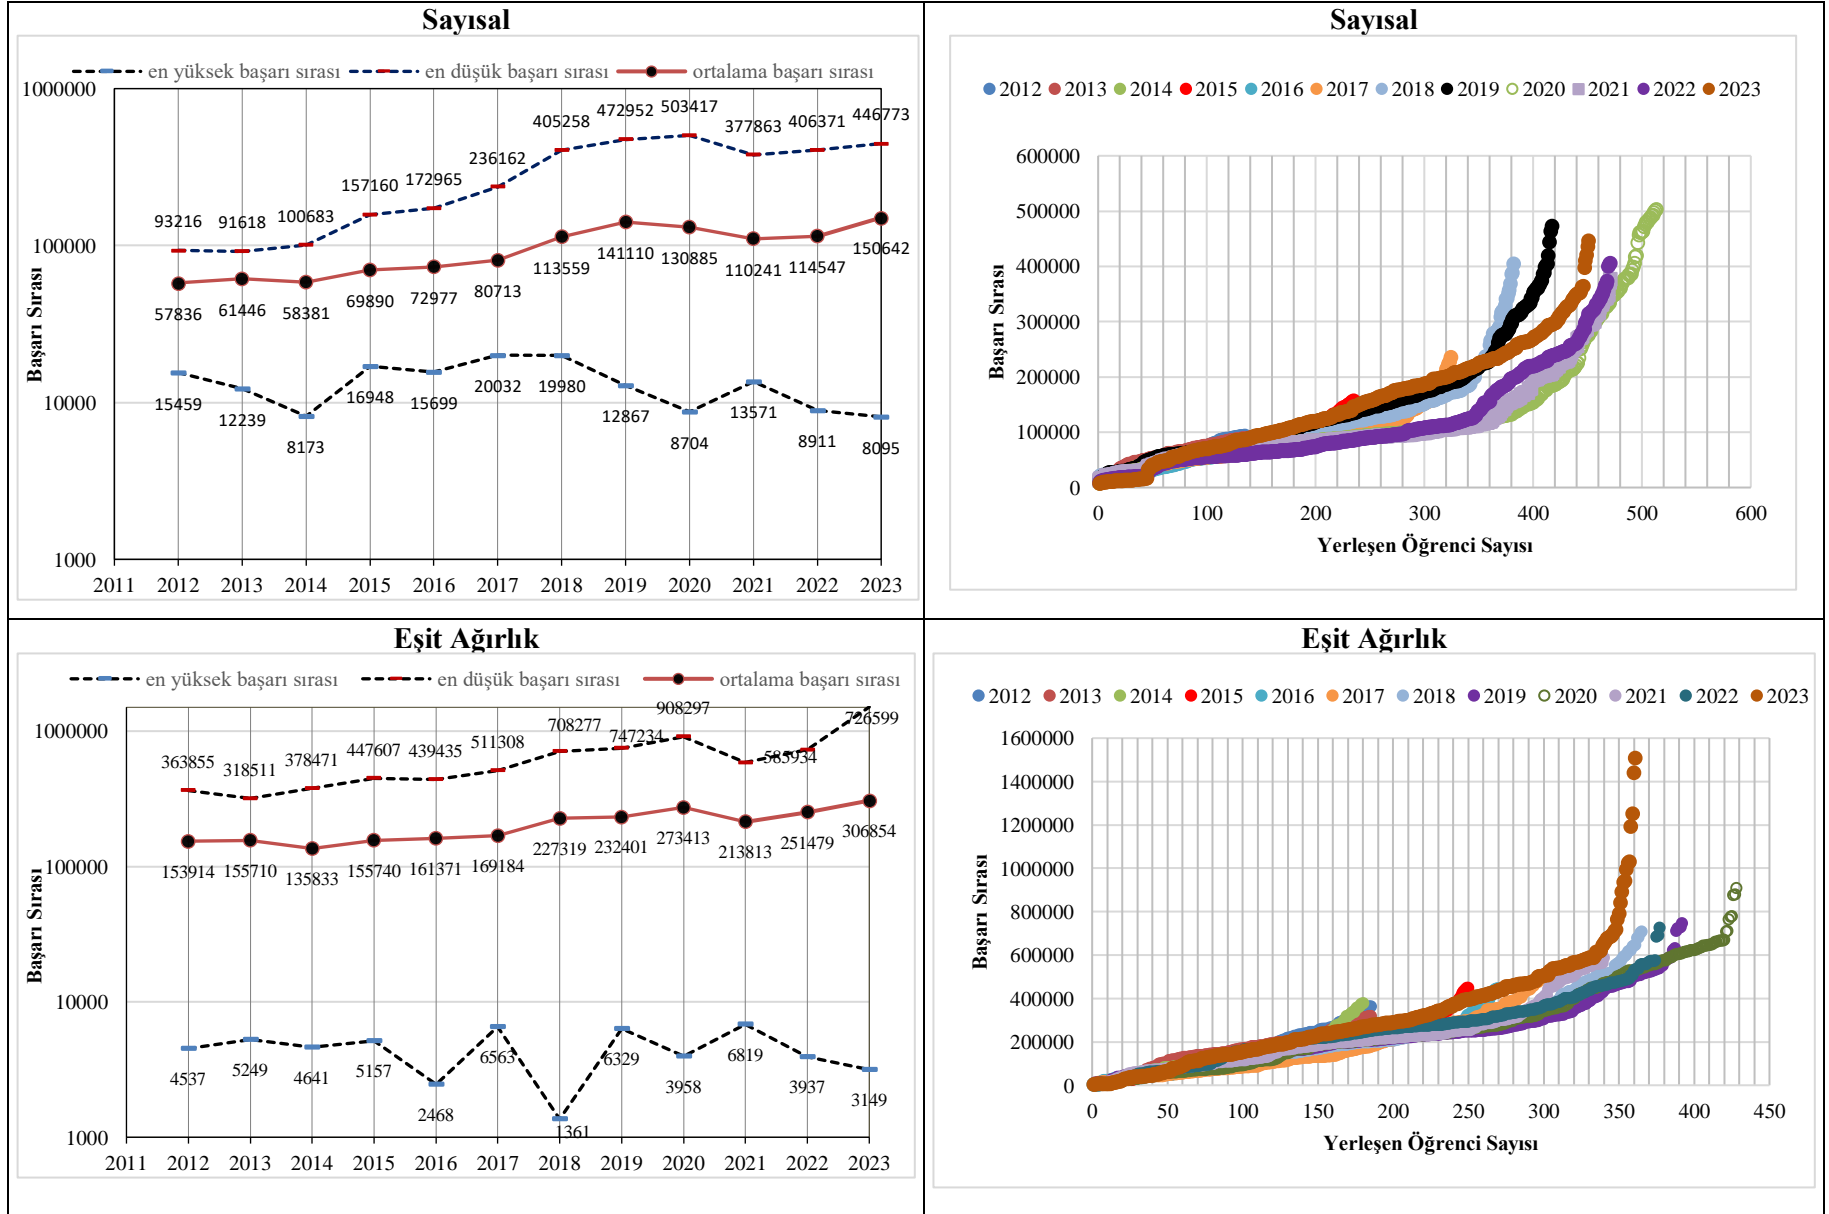 Sayısal
en yüksek başarı sırası en düşük başarı sırası ortalama başarı sırası
1000000
100000
10000
1000
Başarı Sırası
93216 91618 100683 157160 172965 236162 405258 472952 503417 377863 406371 446773
57836 61446 58381 69890 72977 80713 113559 141110 130885 110241 114547 150642
15459 12239 8173 16948 15699 20032 19980 12867 8704 13571 8911 8095
2011 2012 2013 2014 2015 2016 2017 2018 2019 2020 2021 2022 2023
Sayısal
2012 2013 2014 2015 2016 2017 2018 2019 2020 2021 2022 2023
600000
500000
400000
300000
200000
100000
0
Başarı Sırası
0 100 200 300 400 500 600
Yerleşen Öğrenci Sayısı
Eşit Ağırlık
en yüksek başarı sırası en düşük başarı sırası ortalama başarı sırası
1000000
100000
10000
1000
Başarı Sırası
363855 318511 378471 447607 439435 511308 708277 747234 908297 585934 726599
153914 155710 135833 155740 161371 169184 227319 232401 273413 213813 251479 306854
4537 5249 4641 5157 2468 6563 1361 6329 3958 6819 3937 3149
2011 2012 2013 2014 2015 2016 2017 2018 2019 2020 2021 2022 2023
Eşit Ağırlık
2012 2013 2014 2015 2016 2017 2018 2019 2020 2021 2022 2023
1600000
1400000
1200000
1000000
800000
600000
400000
200000
0
Başarı Sırası
0 50 100 150 200 250 300 350 400 450
Yerleşen Öğrenci Sayısı